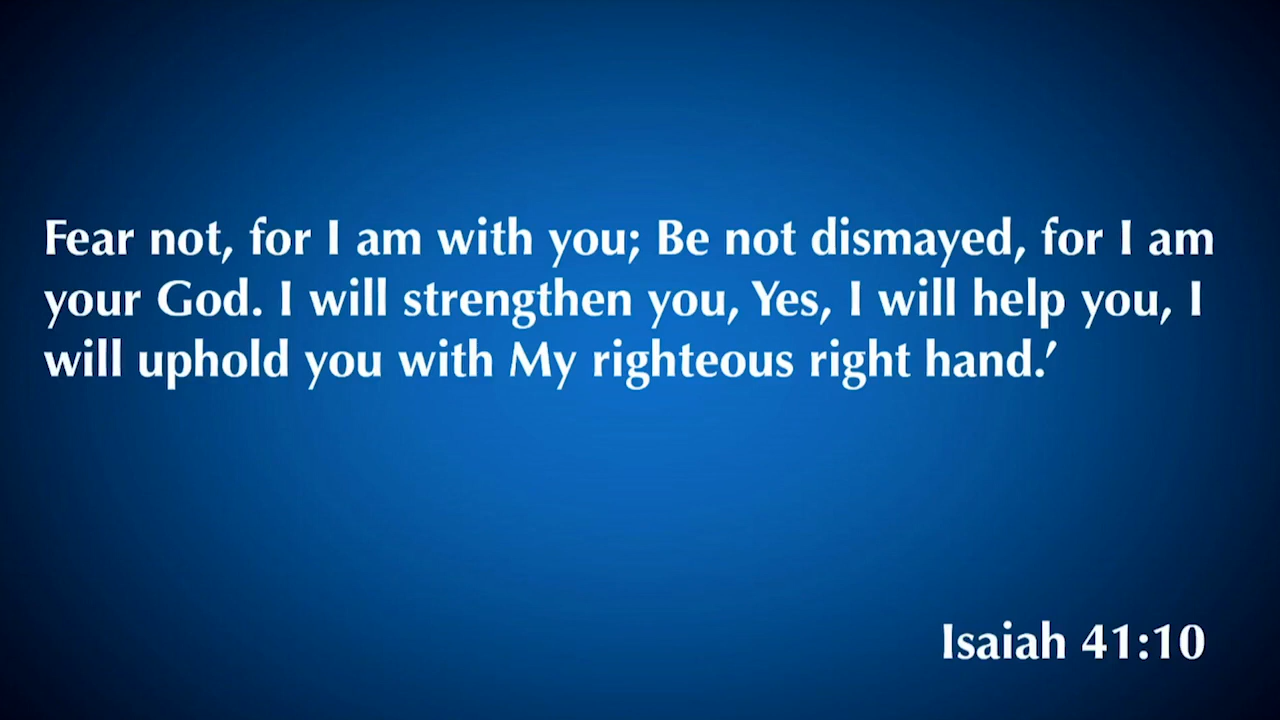 Fear not, for I am with you; Be not dismayed, for I am
your God. I will strengthen you, Yes, I will help you, I
will uphold you with My righteous right hand.’
Isaiah 41:10